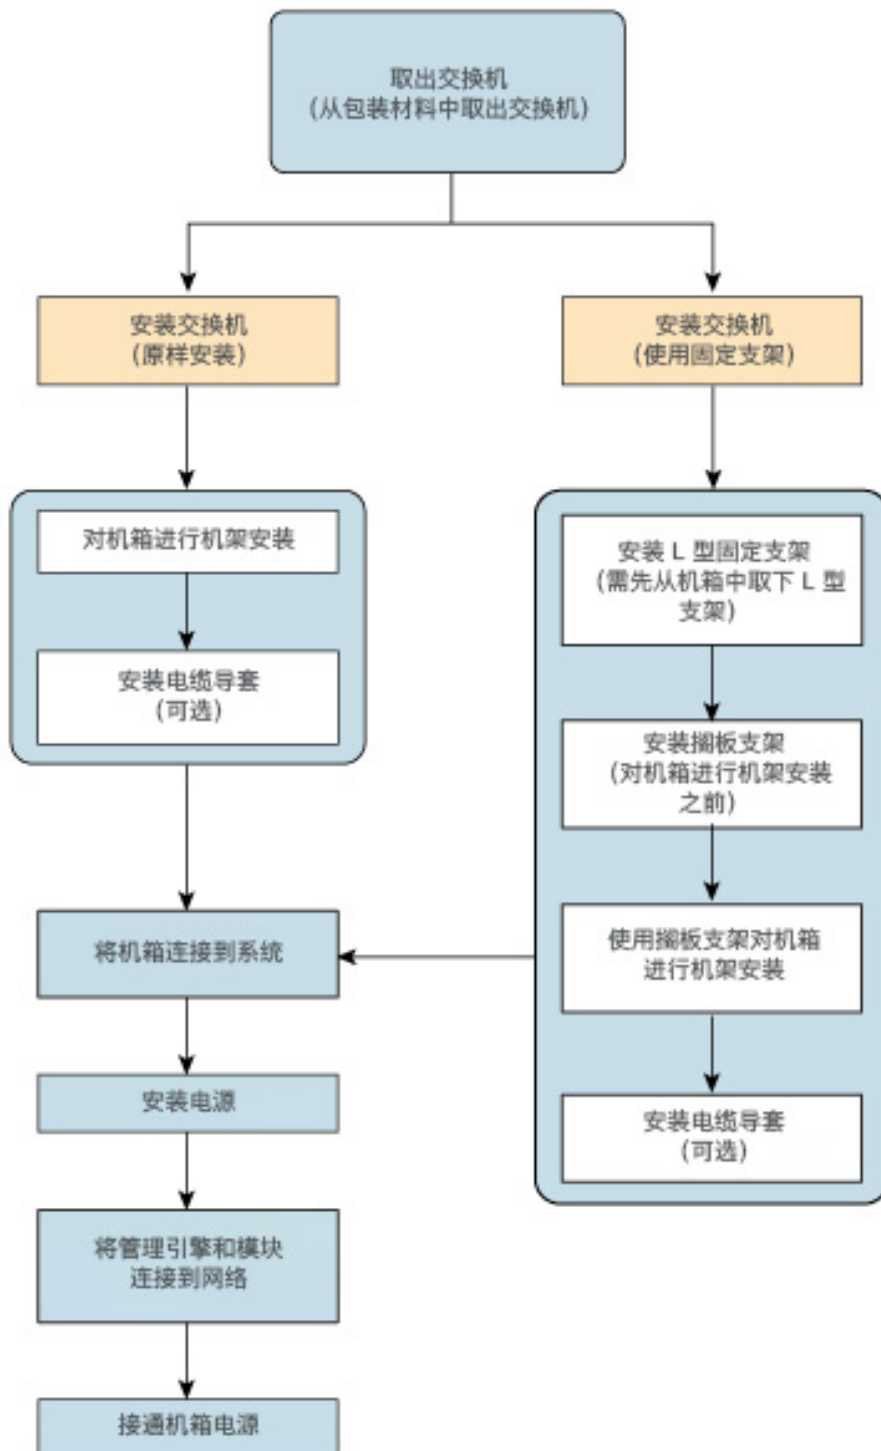 取出交换机
(从包装材料中取出交换机)
安装交换机
(原样安装)
安装交换机
(使用固定支架)
对机箱进行机架安装
安装电缆导套
(可选)
安装 L 型固定支架
(需先从机箱中取下 L 型
支架)
安装搁板支架
(对机箱进行机架安装
之前)
使用搁板支架对机箱
进行机架安装
安装电缆导套
(可选)
将机箱连接到系统
安装电源
将管理引擎和模块
连接到网络
接通机箱电源